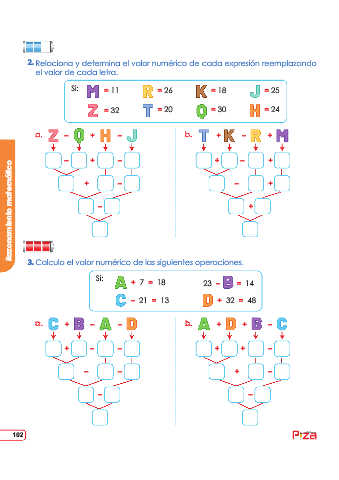 2. Relaciona y determina el valor numérico de cada expresión reemplazando
el valor de cada letra.
Si: M = 11 R = 26 K = 18 J = 25
Z = 32 T = 20 Q = 30 H = 24
a. Z - Q + H - J
b. T + K - R + M
- + -
+ - +
+ -
- +
-
+
Razonamiento matemático
3. Calcula el valor numérico de las siguientes operaciones.
Si: A + 7 = 18 23 - B = 14
C - 21 = 13 D + 32 = 48
a. C + B - A - D
b. A + D + B - C
+ - -
+ + -
- -
+ -
-
-
102
Piza